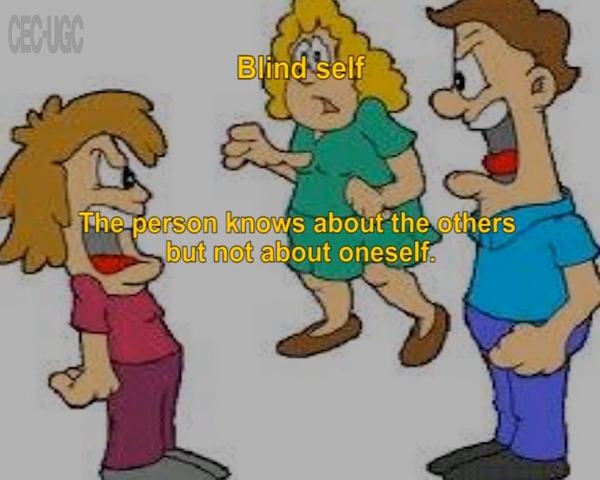 CEC-UGC
Blind self
The person knows about the others
but not about oneself.